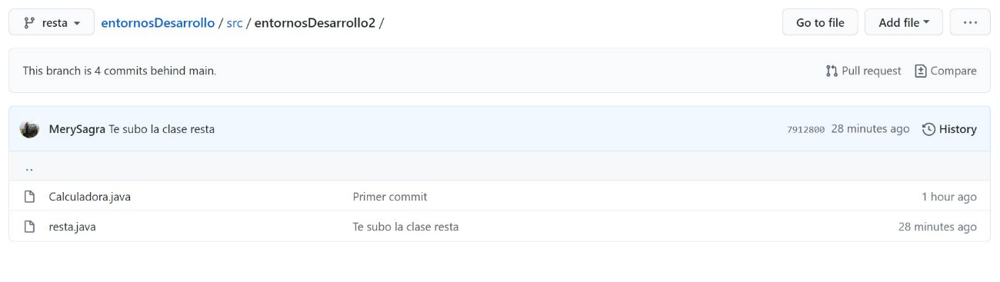 resta entornosDesarrollo / src / entornosDesarrollo2 / Go to file Add file ...
This branch is 4 commits behind main. Pull request Compare
MerySagra Te subo la clase resta 7912800 28 minutes ago History
..
Calculadora.java Primer commit 1 hour ago
resta.java Te subo la clase resta 28 minutes ago